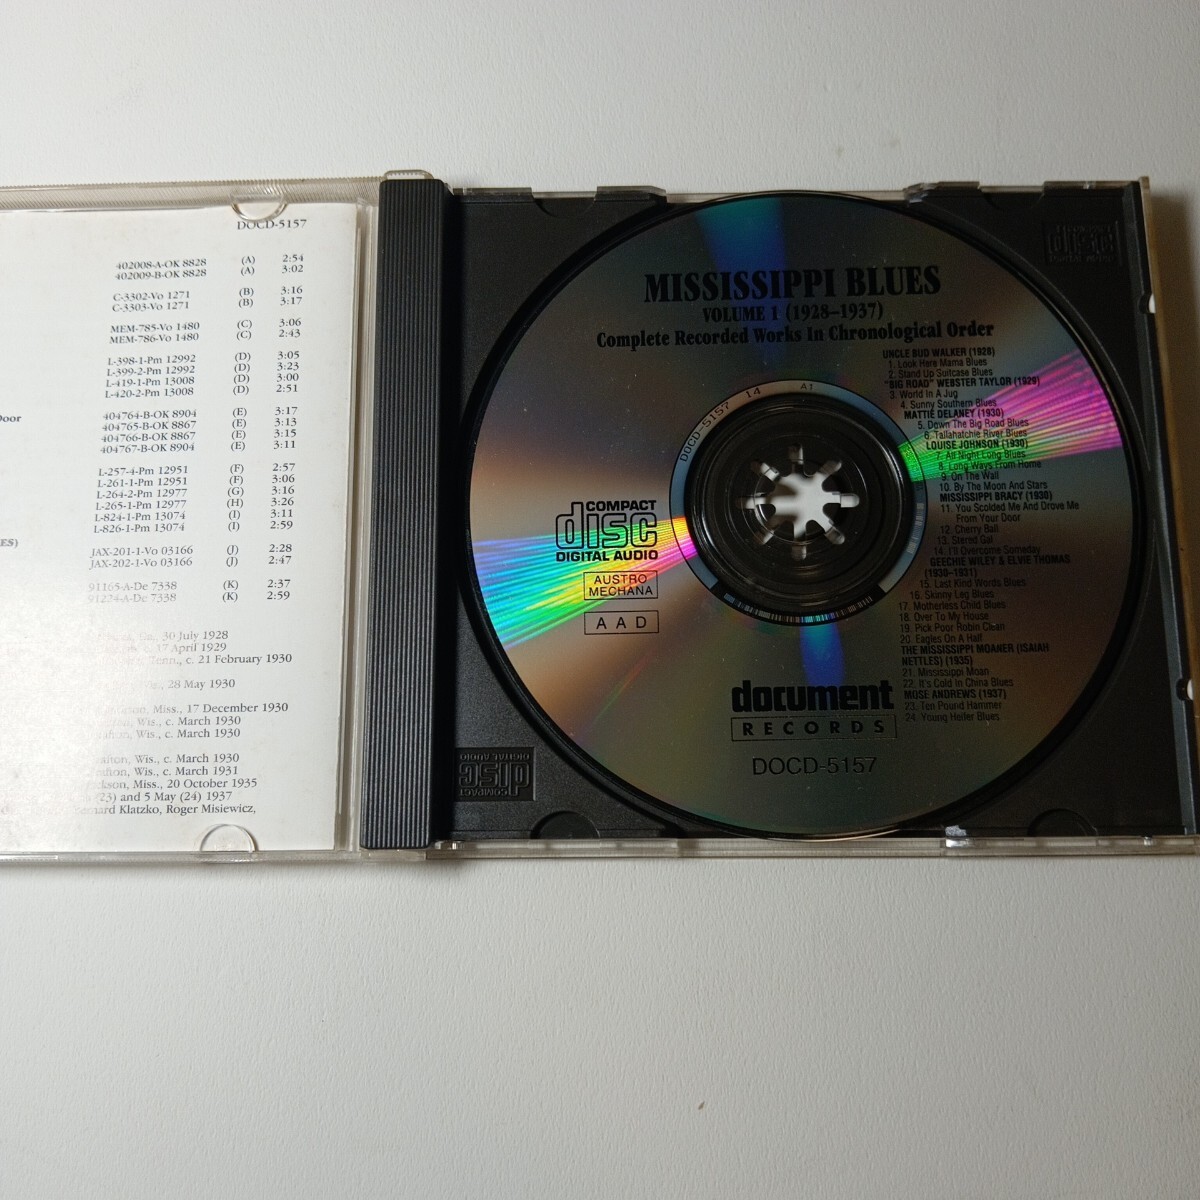 DOCD-5157
402008-A-OK 8828 (A) 2:54
402009-B-OK 8828 (A) 3:02
C-3302-Vo 1271 (B) 3:16
C-3303-Vo 1271 (B) 3:17
MEM-785-Vo 1480 (C) 3:06
MEM-786-Vo 1480 (C) 2:43
L-398-1-Pm 12992 (D) 3:05
L-399-2-Pm 12992 (D) 3:23
L-419-1-Pm 13008 (D) 3:00
L-420-2-Pm 13008 (D) 2:51
Door 404764-B-OK 8904 (E) 3:17
404765-B-OK 8867 (E) 3:13
404766-B-OK 8867 (E) 3:15
404767-B-OK 8904 (E) 3:11
L-257-4-Pm 12951 (F) 2:57
L-261-1-Pm 12951 (F) 3:06
L-264-2-Pm 12977 (G) 3:16
L-265-1-Pm 12977 (H) 3:26
L-824-1-Pm 13074 (I) 3:11
L-826-1-Pm 13074 (I) 2:59
ES)
JAX-201-1-Vo 03166 (J) 2:28
JAX-202-1-Vo 03166 (J) 2:47
91165-A-De 7338 (K) 2:37
91224-A-De 7338 (K) 2:59
30 July 1928
17 April 1929
Tenn., c. 21 February 1930
Wis., 28 May 1930
Miss., 17 December 1930
Wis., c. March 1930
Wis., c. March 1930
Wis., c. March 1930
Wis., c. March 1931
Miss., 20 October 1935
(23) and 5 May (24) 1937
Klatzko, Roger Misiewicz,
MISSISSIPPI BLUES
VOLUME 1 (1928–1937)
Complete Recorded Works In Chronological Order
UNCLE BUD WALKER (1928)
1. Look Here Mama Blues
2. Stand Up Suitcase Blues
"BIG ROAD" WEBSTER TAYLOR (1929)
3. World In A Jug
4. Sunny Southern Blues
MATTIE DELANEY (1930)
5. Down The Big Road Blues
6. Tallahatchie River Blues
LOUISE JOHNSON (1930)
7. All Night Long Blues
8. Long Ways From Home
9. On The Wall
10. By The Moon And Stars
MISSISSIPPI BRACY (1930)
11. You Scolded Me And Drove Me
From Your Door
12. Cherry Ball
13. Stered Gal
14. I'll Overcome Someday
GEECHIE WILEY & ELVIE THOMAS
(1930–1931)
15. Last Kind Words Blues
16. Skinny Leg Blues
17. Motherless Child Blues
18. Over To My House
19. Pick Poor Robin Clean
20. Eagles On A Half
THE MISSISSIPPI MOANER (ISAIAH
NETTLES) (1935)
21. Mississippi Moan
22. It's Cold In China Blues
MOSE ANDREWS (1937)
23. Ten Pound Hammer
24. Young Heifer Blues
DOCD-5157 14 A1
COMPACT
disc
DIGITAL AUDIO
AUSTRO
MECHANA
AAD
document
RECORDS
DOCD-5157
COMPACT
disc
DIGITAL AUDIO
disc
DIGITAL AUDIO